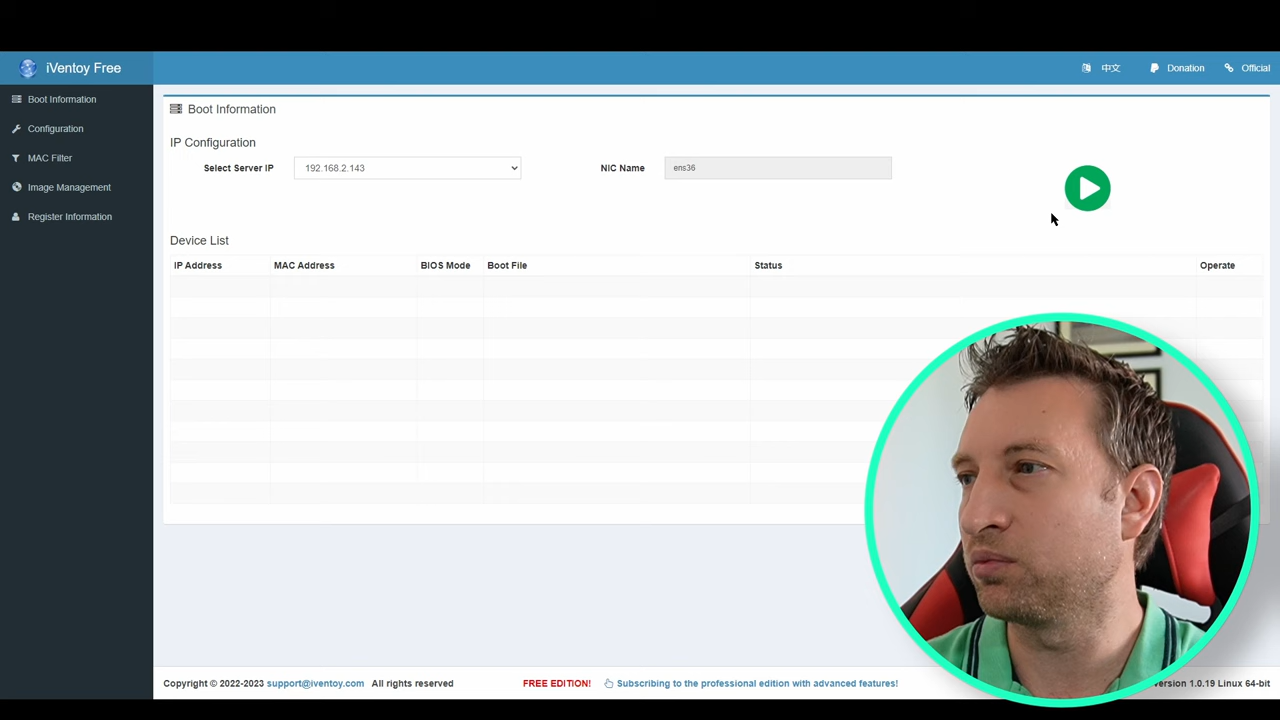 iVentoy Free
中文
Donation
Official
Boot Information
Configuration
MAC Filter
Image Management
Register Information
Boot Information
IP Configuration
Select Server IP
192.168.2.143
NIC Name
ens36
Device List
IP Address MAC Address BIOS Mode Boot File Status Operate
Copyright © 2022-2023 support@iventoy.com All rights reserved
FREE EDITION!
Subscribing to the professional edition with advanced features!
ersion 1.0.19 Linux 64-bit